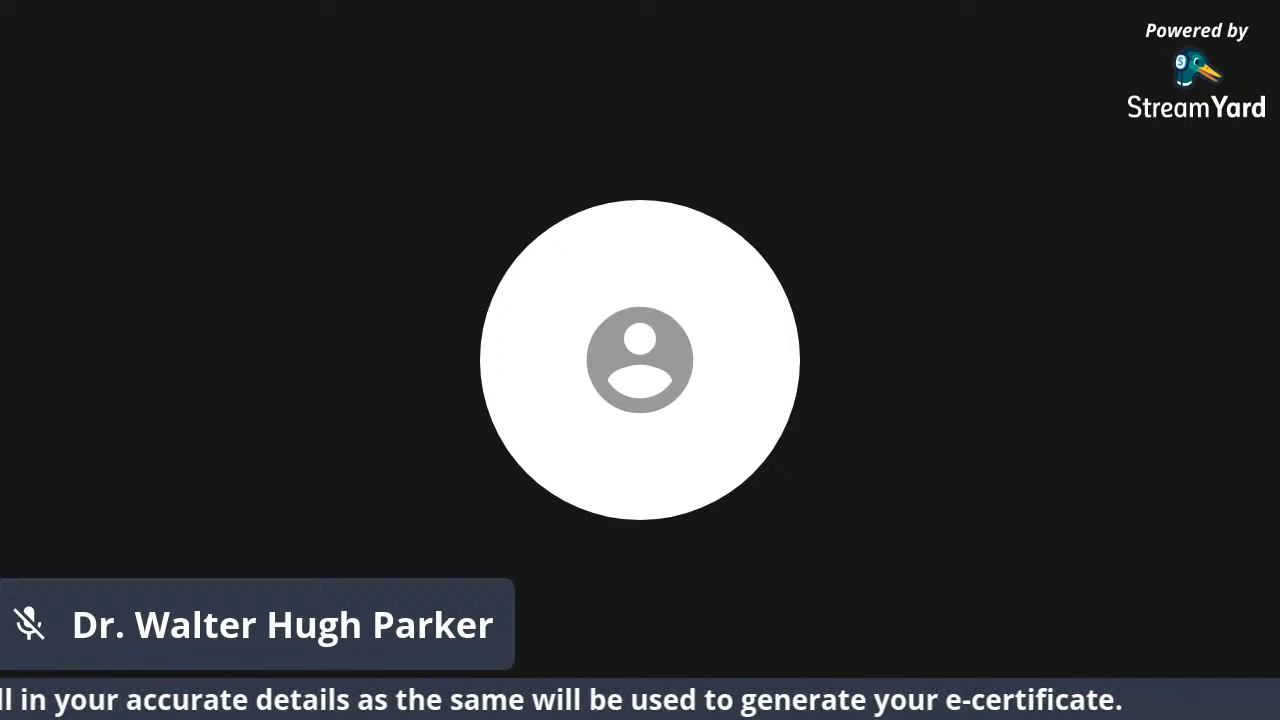 Powered by
S
StreamYard
Dr. Walter Hugh Parker
ll in your accurate details as the same will be used to generate your e-certificate.